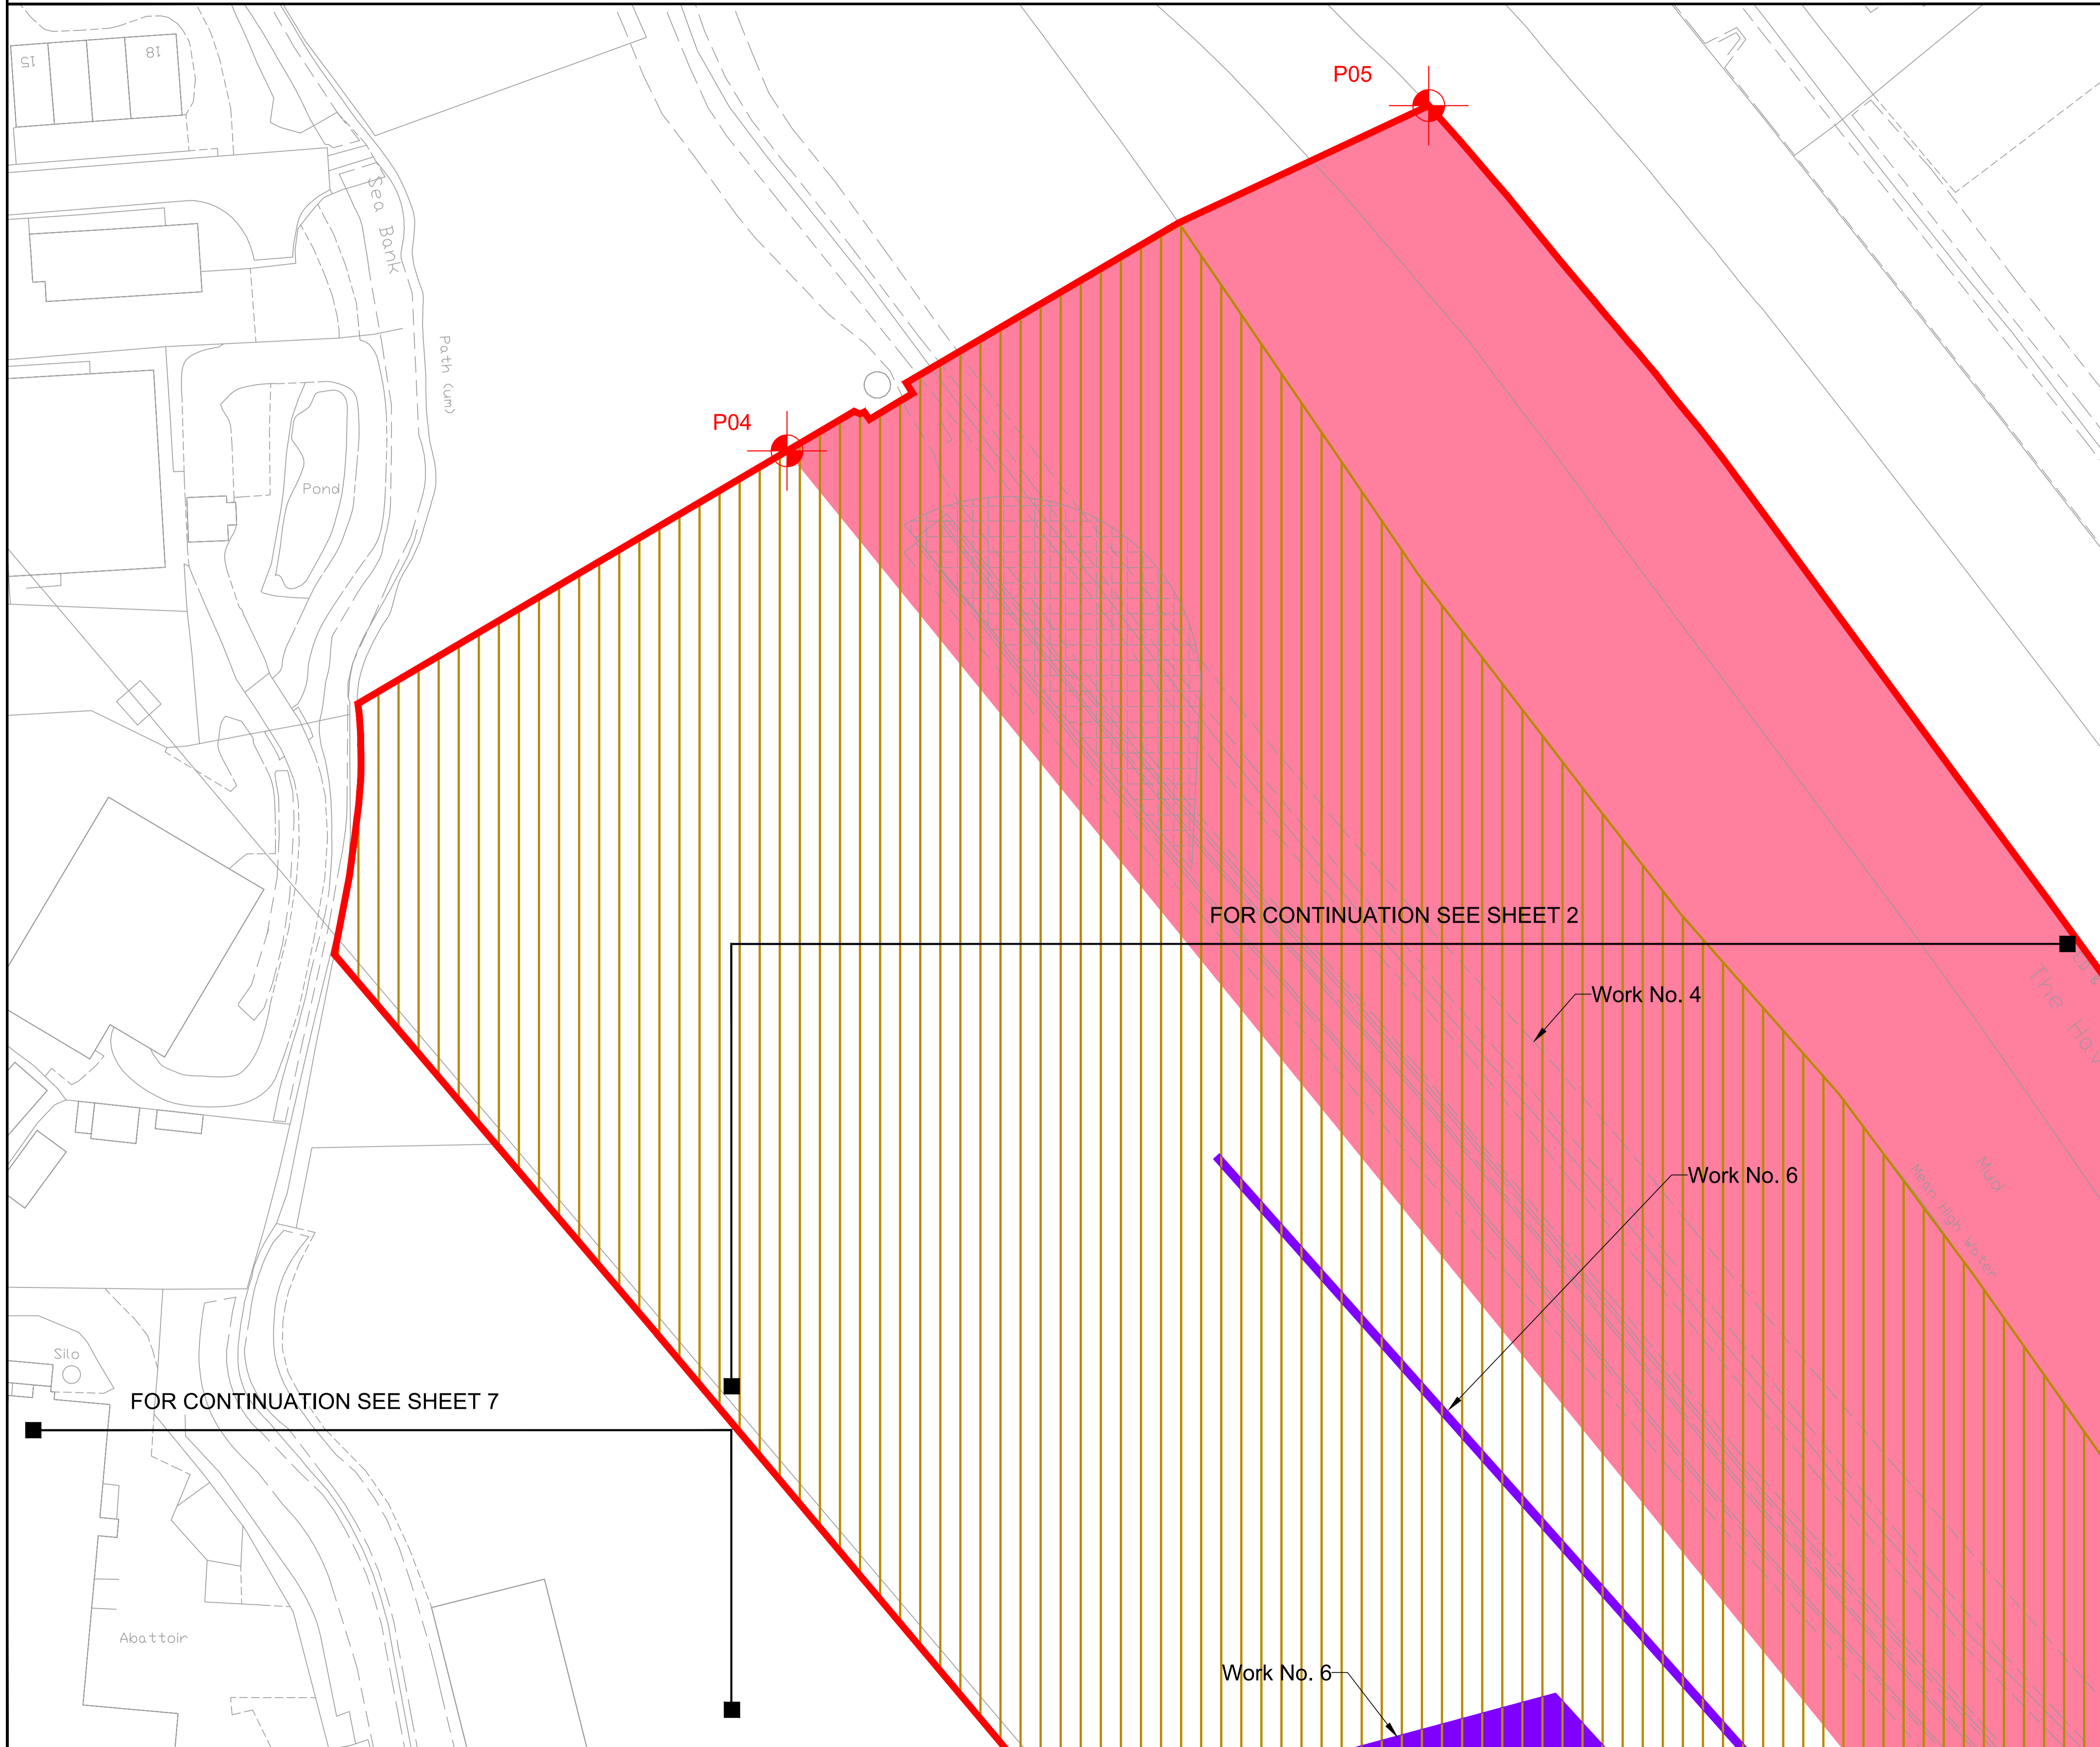 15
18
P05
Sea Bank
Path (um)
P04
Pond
FOR CONTINUATION SEE SHEET 2
Work No. 4
The
Mud
Mean High Water
Work No. 6
Silo
FOR CONTINUATION SEE SHEET 7
Abattoir
Work No. 6